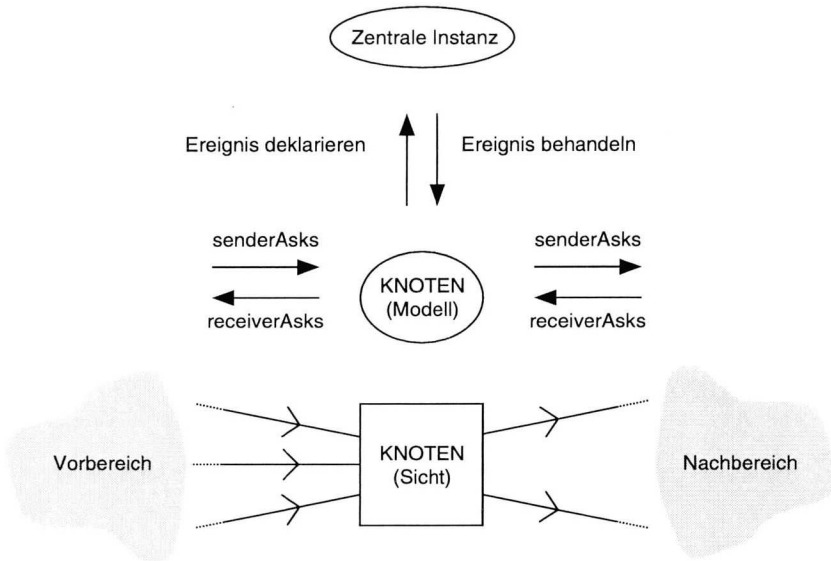 Zentrale Instanz
Ereignis deklarieren
Ereignis behandeln
senderAsks
senderAsks
KNOTEN
(Modell)
receiverAsks
receiverAsks
Vorbereich
KNOTEN
(Sicht)
Nachbereich